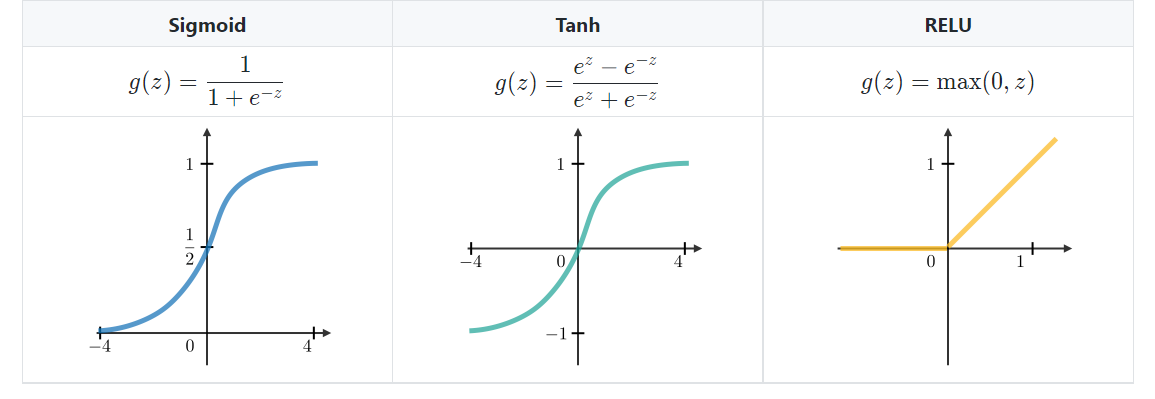 Sigmoid
g(z) = 1 / (1 + e^{-z})
1
1/2
−4 0 4
Tanh
g(z) = (e^z − e^{-z}) / (e^z + e^{-z})
1
−4 0 4
−1
RELU
g(z) = max(0, z)
1
0 1